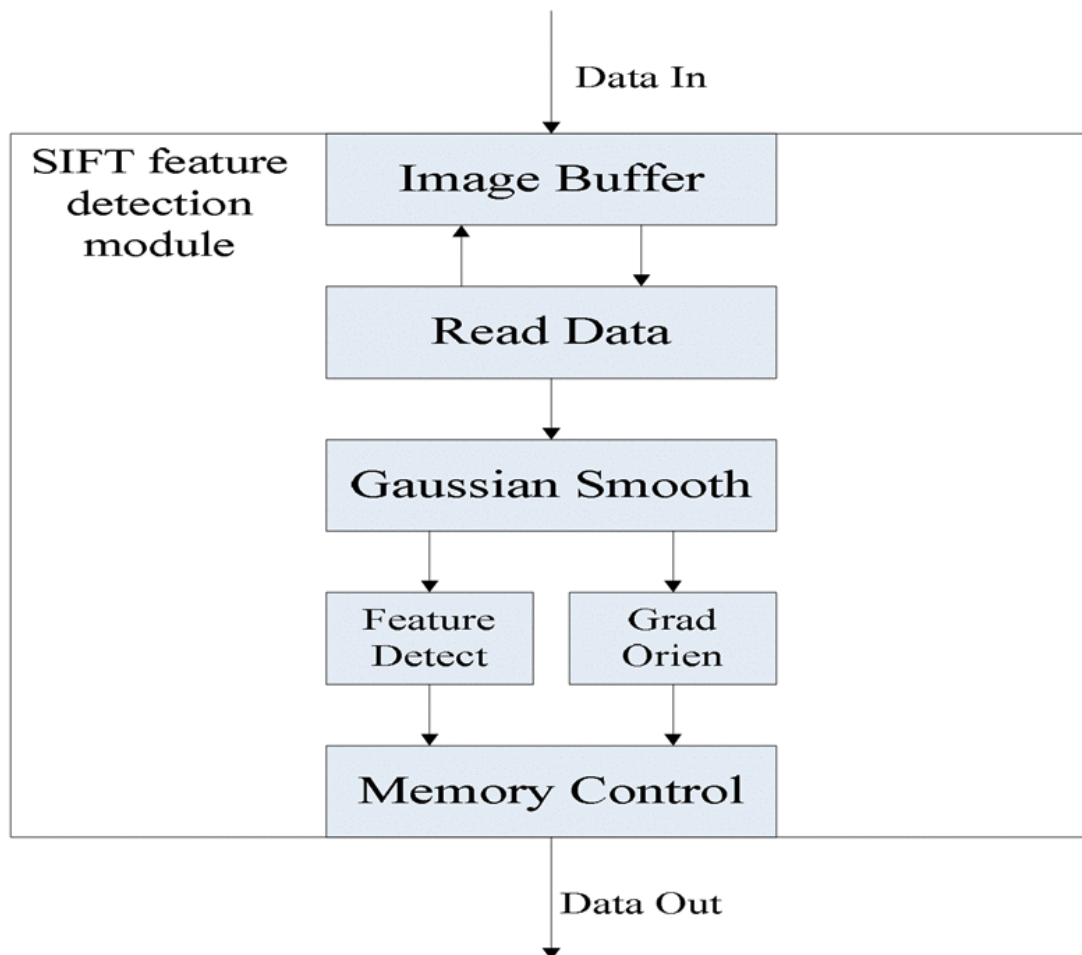 Data In
SIFT feature
detection
module
Image Buffer
Read Data
Gaussian Smooth
Feature
Detect
Grad
Orien
Memory Control
Data Out